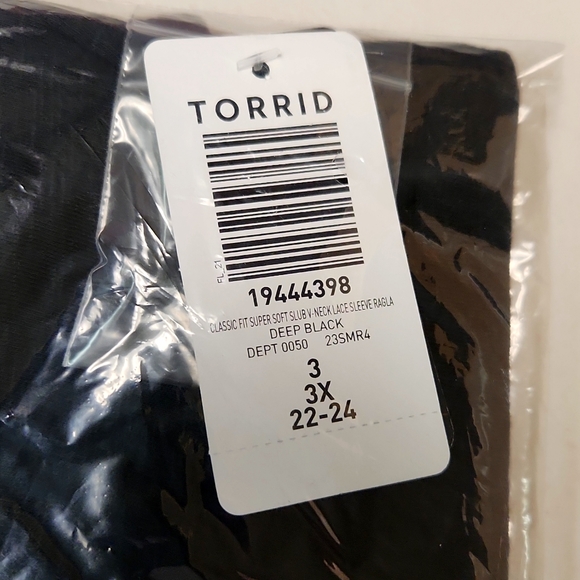 TORRID
FL_21
19444398
CLASSIC FIT SUPER SOFT SLUB V-NECK LACE SLEEVE RAGLA
DEEP BLACK
DEPT 0050 23SMR4
3
3X
22-24